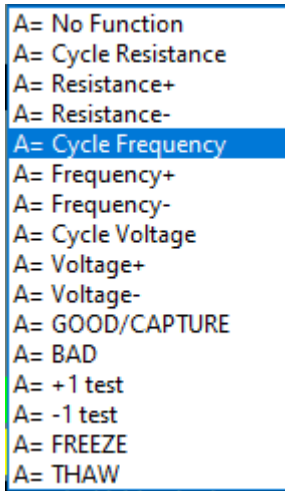 A= No Function
A= Cycle Resistance
A= Resistance+
A= Resistance-
A= Cycle Frequency
A= Frequency+
A= Frequency-
A= Cycle Voltage
A= Voltage+
A= Voltage-
A= GOOD/CAPTURE
A= BAD
A= +1 test
A= -1 test
A= FREEZE
A= THAW